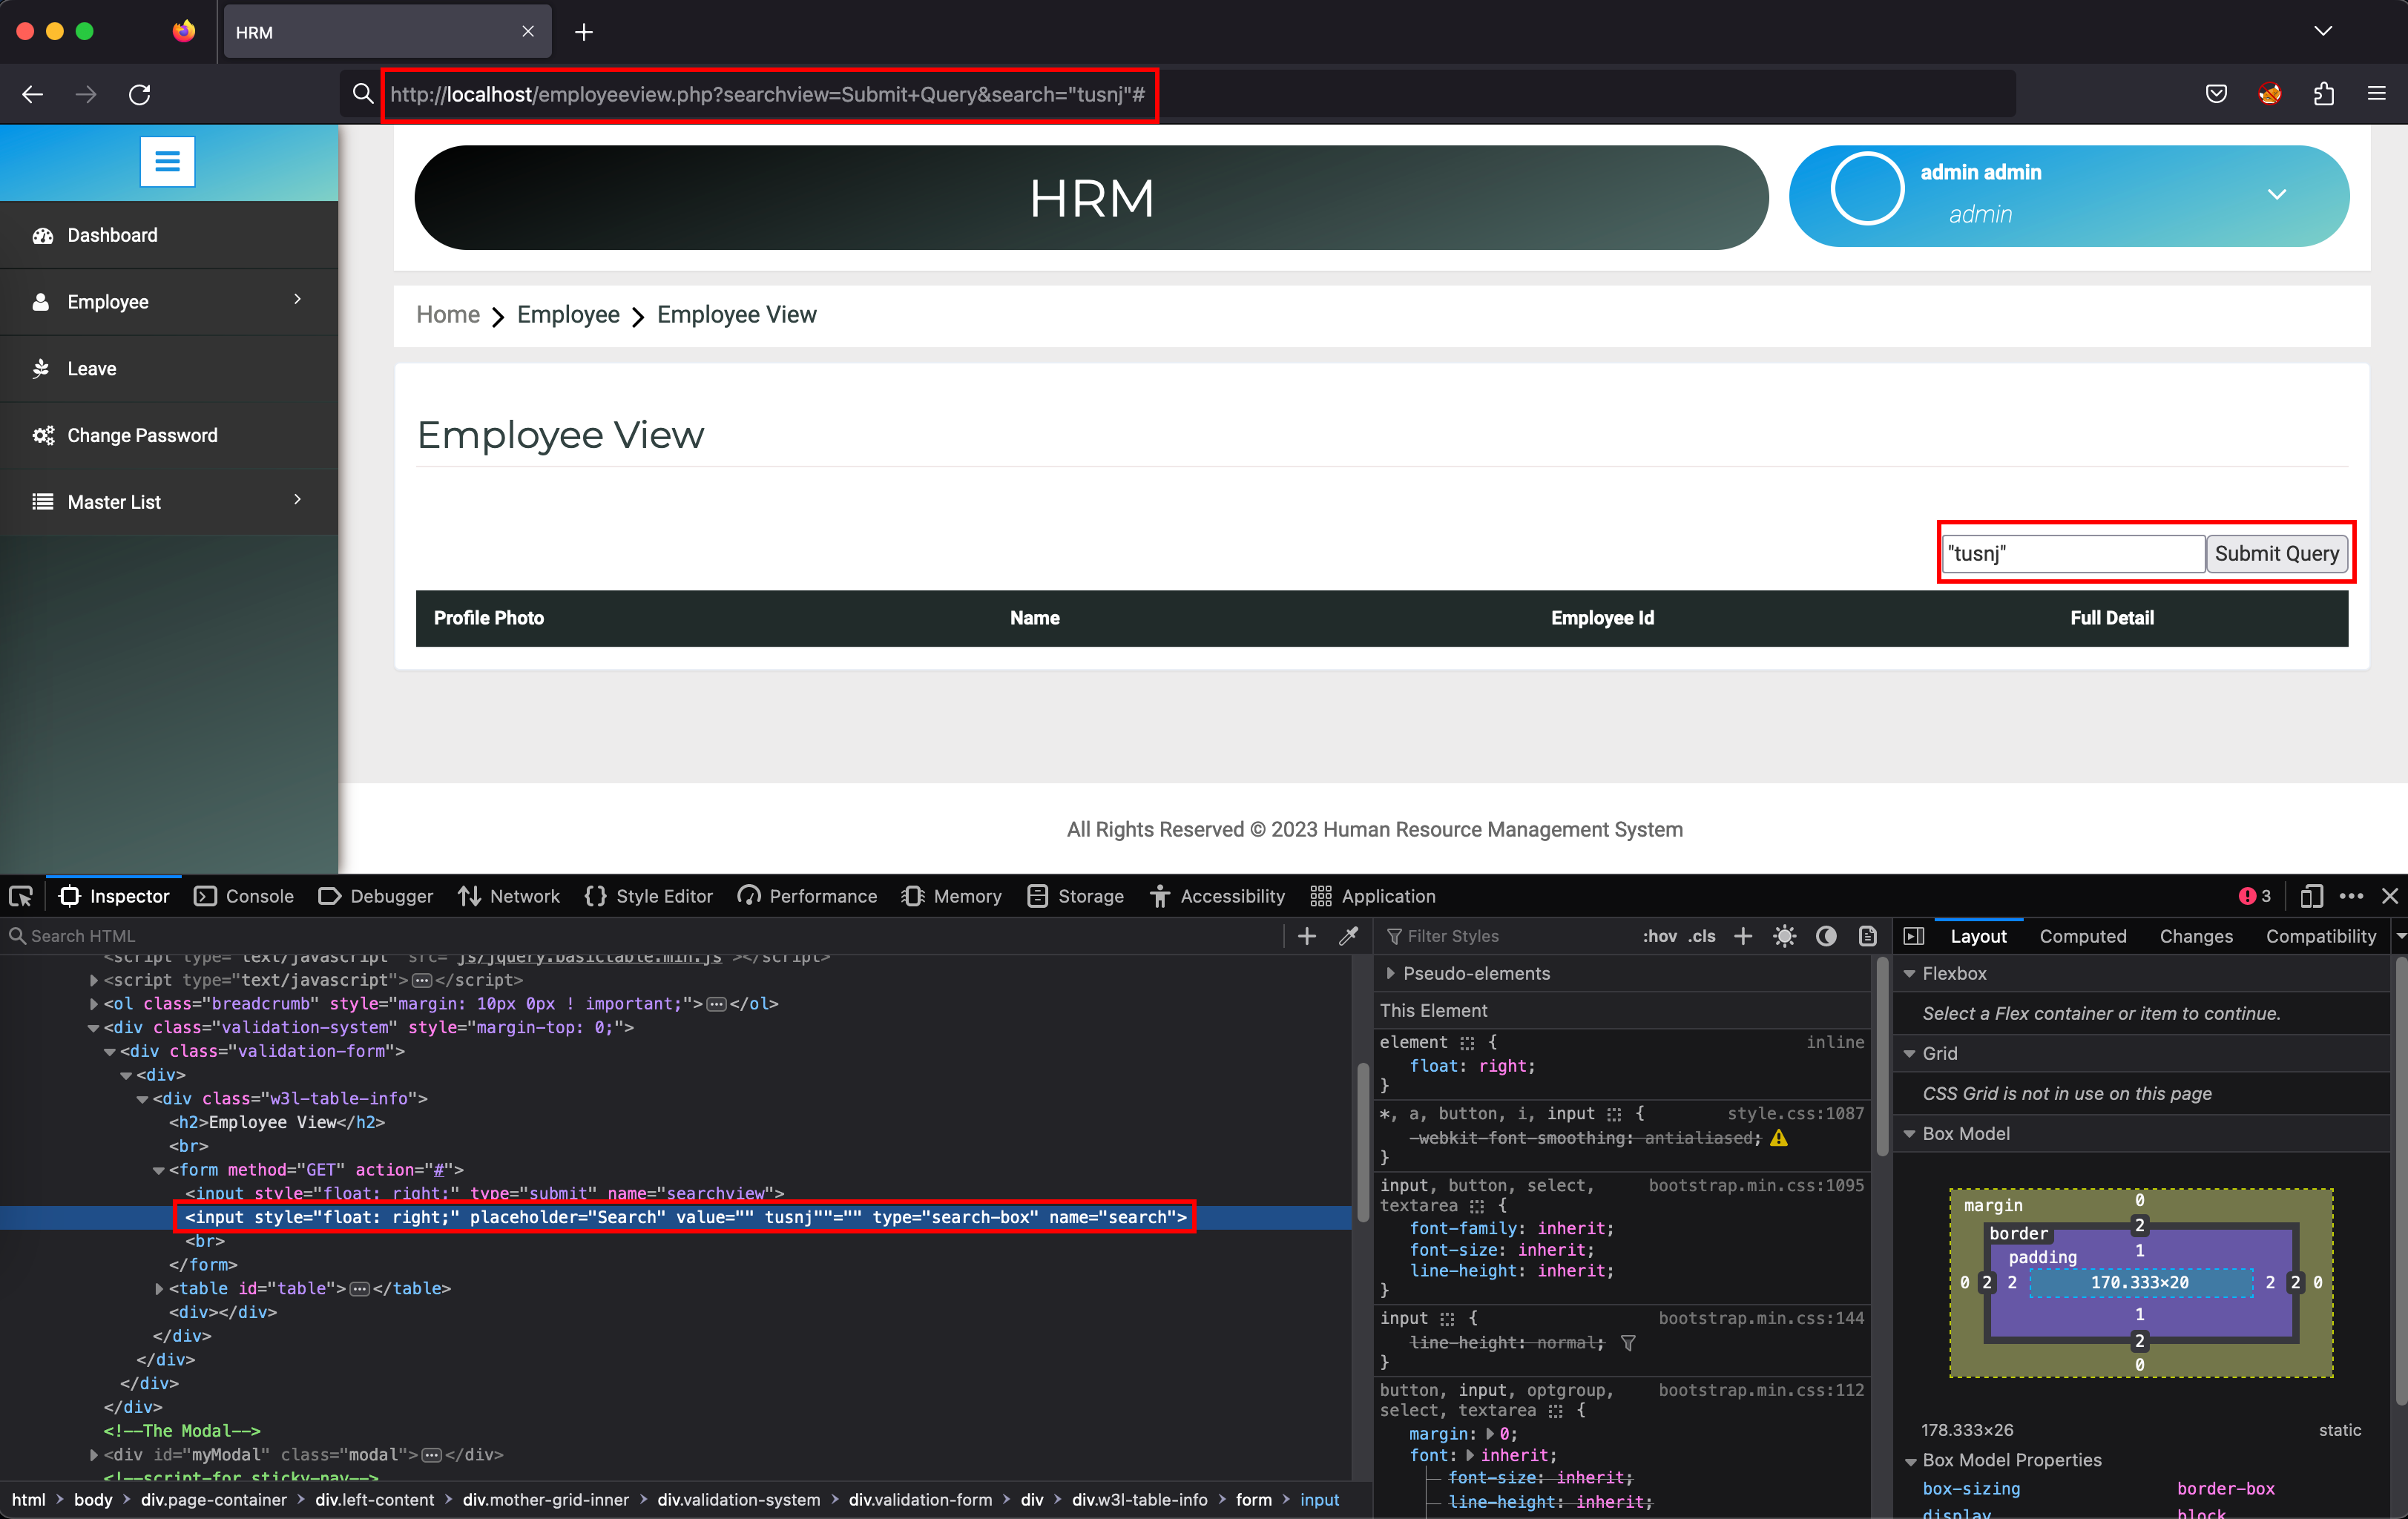 HRM
http://localhost/employeeview.php?searchview=Submit+Query&search="tusnj"#
Dashboard
Employee
Leave
Change Password
Master List
HRM
admin admin
admin
Home Employee Employee View
Employee View
"tusnj" Submit Query
Profile Photo Name Employee Id Full Detail
All Rights Reserved © 2023 Human Resource Management System
Inspector Console Debugger Network Style Editor Performance Memory Storage Accessibility Application 3
Search HTML
<script type="text/javascript" src="js/jquery.basictable.min.js"></script>
<script type="text/javascript"></script>
<ol class="breadcrumb" style="margin: 10px 0px ! important;"></ol>
<div class="validation-system" style="margin-top: 0;">
<div class="validation-form">
<div>
<div class="w3l-table-info">
<h2>Employee View</h2>
<br>
<form method="GET" action="#">
<input style="float: right;" type="submit" name="searchview">
<input style="float: right;" placeholder="Search" value="" tusnj""="" type="search-box" name="search">
<br>
</form>
<table id="table"></table>
<div></div>
</div>
</div>
</div>
</div>
<!--The Modal-->
<div id="myModal" class="modal"></div>
<!--script-for sticky-nav-->
html body div.page-container div.left-content div.mother-grid-inner div.validation-system div.validation-form div div.w3l-table-info form input
Filter Styles :hov .cls
Pseudo-elements
This Element
element { inline
float: right;
}
*, a, button, i, input { style.css:1087
-webkit-font-smoothing: antialiased;
}
input, button, select, bootstrap.min.css:1095
textarea {
font-family: inherit;
font-size: inherit;
line-height: inherit;
}
input { bootstrap.min.css:144
line-height: normal;
}
button, input, optgroup, bootstrap.min.css:112
select, textarea {
margin: 0;
font: inherit;
font-size: inherit;
line-height: inherit;
Layout Computed Changes Compatibility
Flexbox
Select a Flex container or item to continue.
Grid
CSS Grid is not in use on this page
Box Model
margin 0
border 2
padding 1
0 2 2 170.333×20 2 2 0
1
2
0
178.333×26 static
Box Model Properties
box-sizing border-box
display block